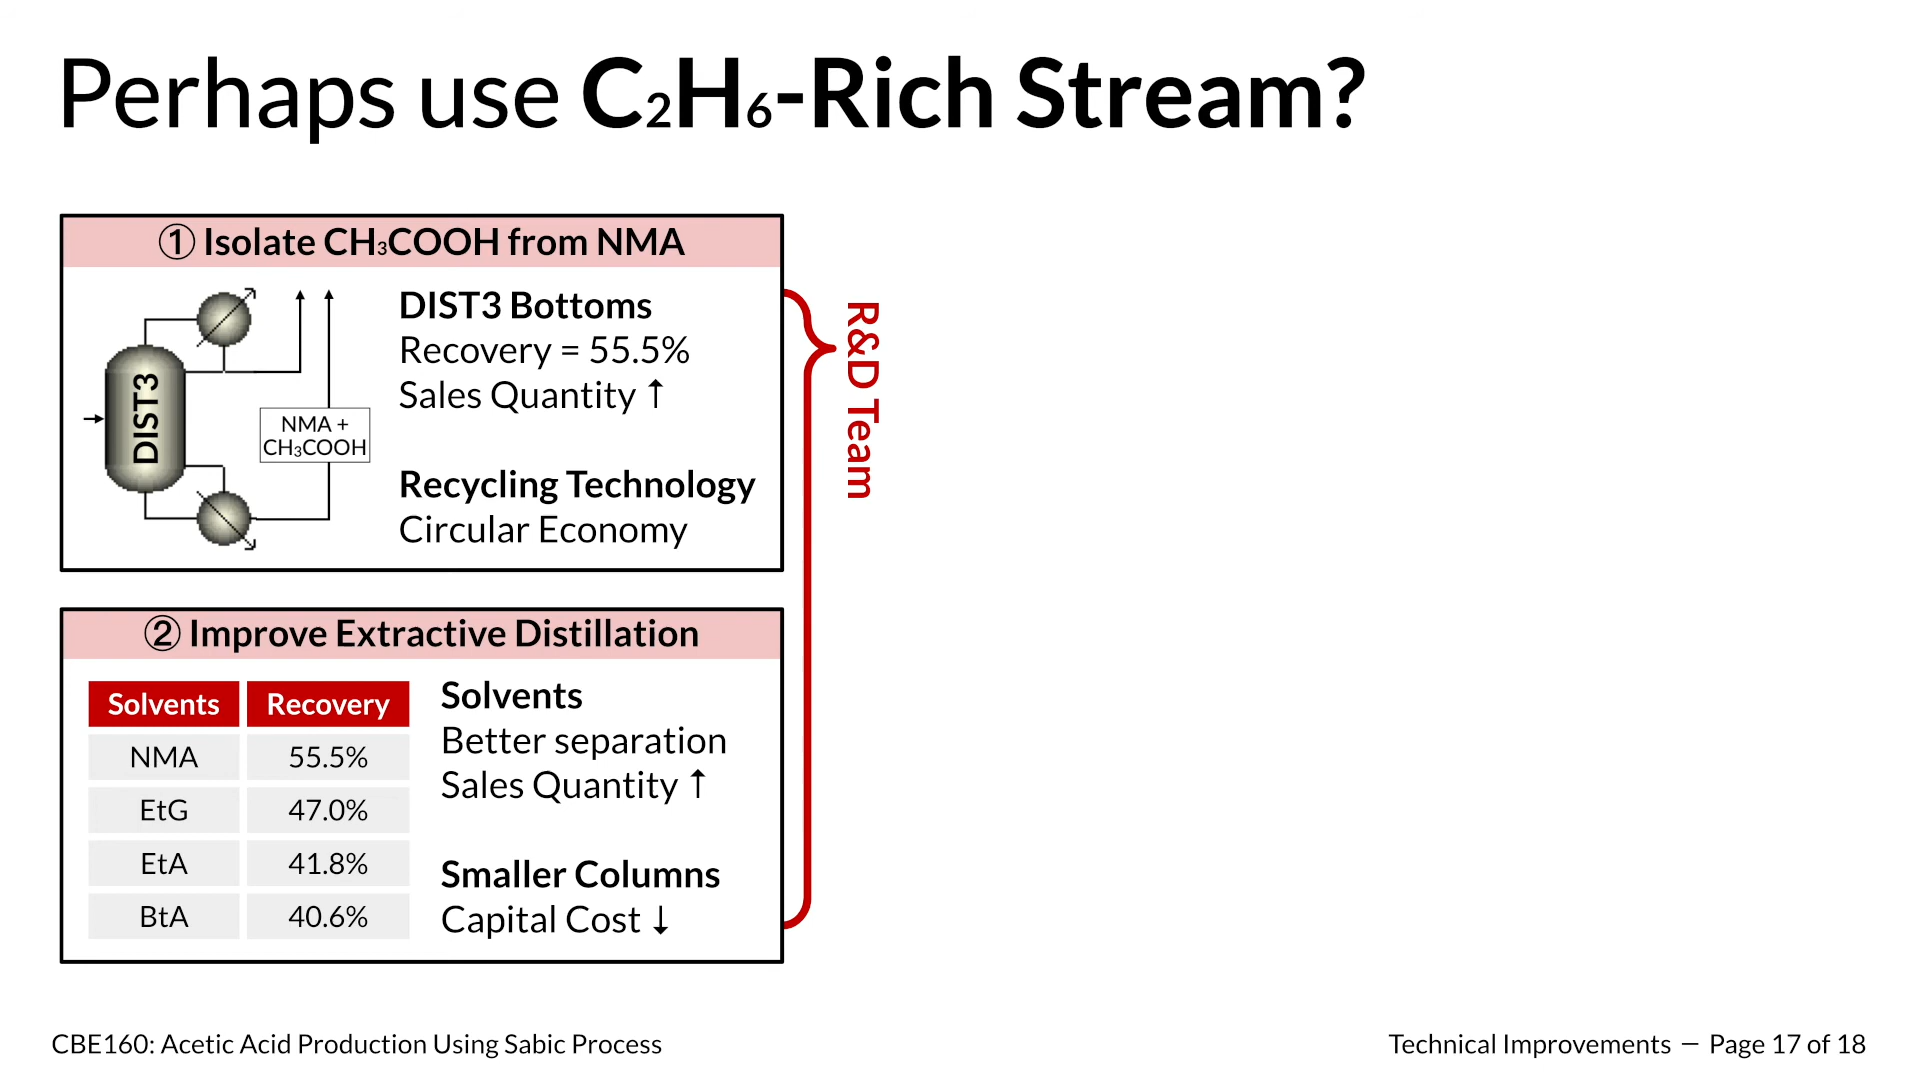 Perhaps use C₂H₆-Rich Stream?
① Isolate CH₃COOH from NMA
DIST3
NMA +
CH₃COOH
DIST3 Bottoms
Recovery = 55.5%
Sales Quantity ↑
Recycling Technology
Circular Economy
R&D Team
② Improve Extractive Distillation
Solvents Recovery
NMA 55.5%
EtG 47.0%
EtA 41.8%
BtA 40.6%
Solvents
Better separation
Sales Quantity ↑
Smaller Columns
Capital Cost ↓
CBE160: Acetic Acid Production Using Sabic Process
Technical Improvements — Page 17 of 18